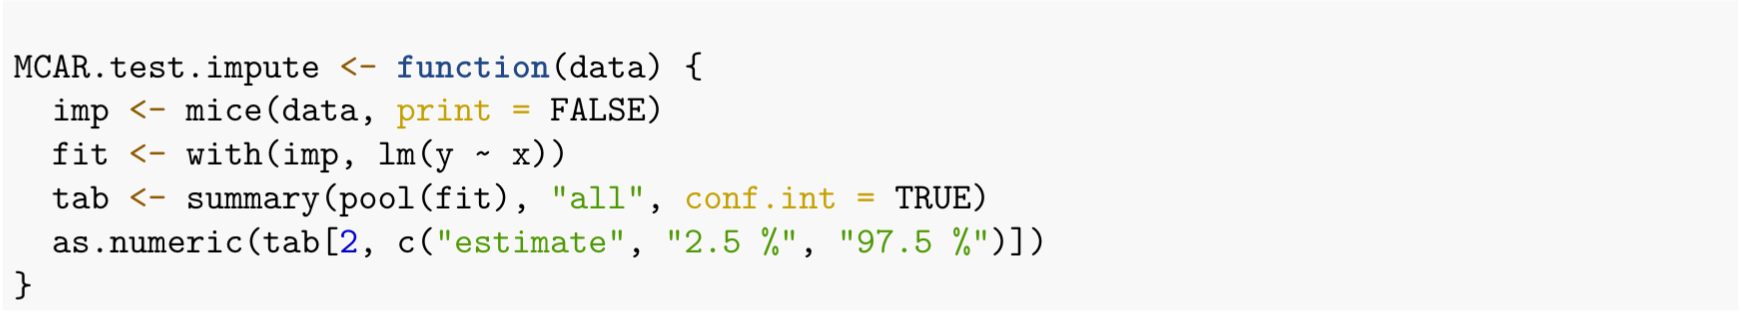 MCAR.test.impute <- function(data) {
  imp <- mice(data, print = FALSE)
  fit <- with(imp, lm(y ~ x))
  tab <- summary(pool(fit), "all", conf.int = TRUE)
  as.numeric(tab[2, c("estimate", "2.5 %", "97.5 %")])
}